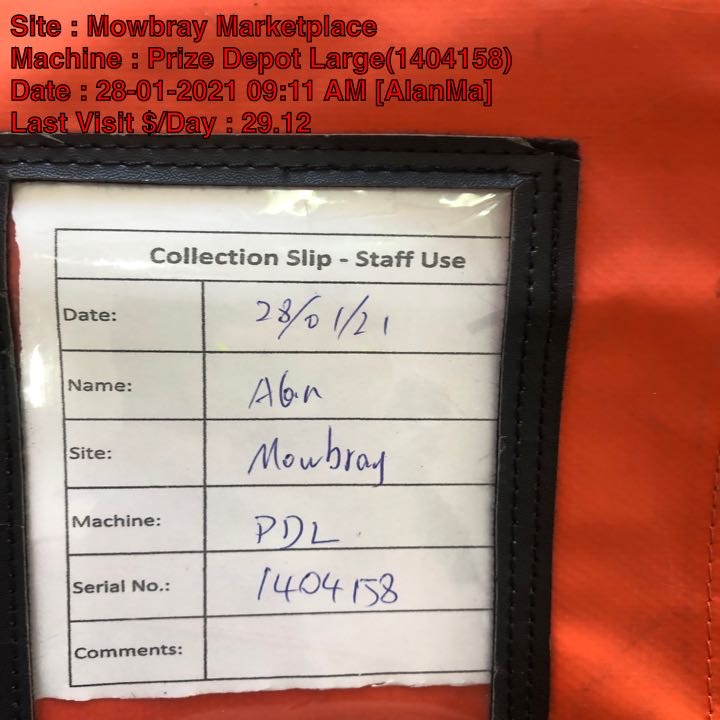 Site : Mowbray Marketplace
Machine : Prize Depot Large(1404158)
Date : 28-01-2021 09:11 AM [AlanMa]
Last Visit $/Day : 29.12
Collection Slip - Staff Use
Date: 28/01/21
Name: Alan
Site: Mowbray
Machine: PDL
Serial No.: 1404158
Comments: